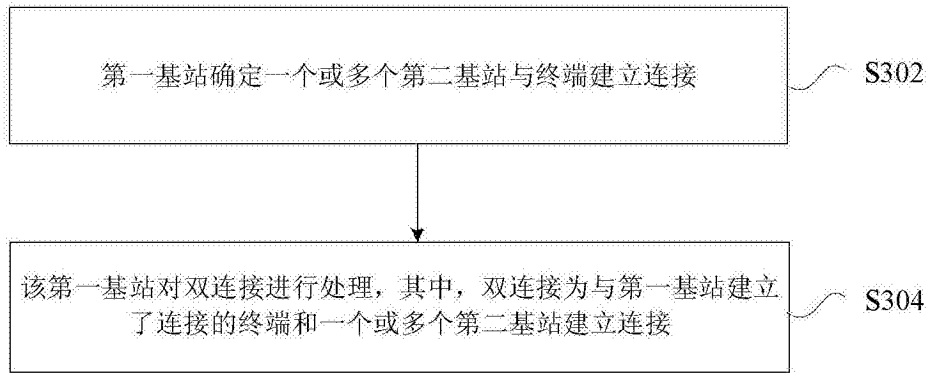 第一基站确定一个或多个第二基站与终端建立连接
S302
该第一基站对双连接进行处理，其中，双连接为与第一基站建立
了连接的终端和一个或多个第二基站建立连接
S304